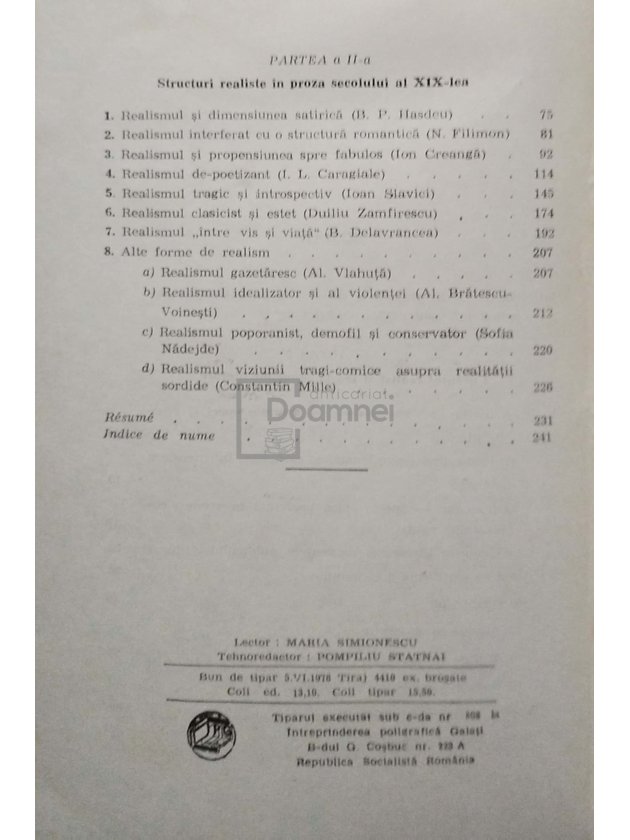 PARTEA a II-a
Structuri realiste in proza secolului al XIX-lea
1. Realismul și dimensiunea satirică (B. P. Hasdeu) . . 75
2. Realismul interferat cu o structură romantică (N. Filimon) 81
3. Realismul și propensiunea spre fabulos (Ion Creangă) . 92
4. Realismul de-poetizant (I. L. Caragiale) . . . . . 114
5. Realismul tragic și introspectiv (Ioan Slavici) . . . 145
6. Realismul clasicist și estet (Duiliu Zamfirescu) . . . 174
7. Realismul „între vis și viață" (B. Delavrancea) . . . 192
8. Alte forme de realism . . . . . . . . . . 207
a) Realismul gazetăresc (Al. Vlahuță) . . . . . 207
b) Realismul idealizator și al violenței (Al. Brătescu-
Voinești) . . . . . . . . . . . . 212
c) Realismul poporanist, demofil și conservator (Sofia
Nădejde) . . . . . . . . . . . . 220
d) Realismul viziunii tragi-comice asupra realității
sordide (Constantin Mille) . . . . . . . 226
anticariat
Doamnei
Résumé . . . . . . . . . . . . . . . 231
Indice de nume . . . . . . . . . . . . 241
Lector : MARIA SIMIONESCU
Tehnoredactor : POMPILIU STATNAI
Bun de tipar 5.VI.1978 Tiraj 4410 ex. broșate
Coli ed. 13,10. Coli tipar 15,50.
Tiparul executat sub c-da nr 808 la
Intreprinderea poligrafică Galați
B-dul G. Coșbuc nr. 223 A
Republica Socialistă România